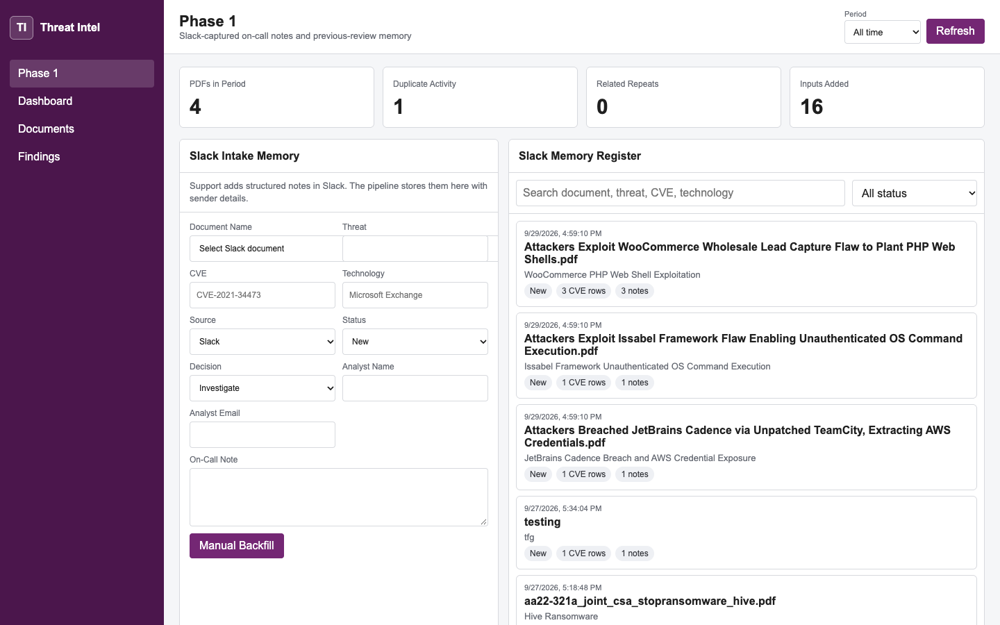 TI Threat Intel
Phase 1
Dashboard
Documents
Findings
Phase 1
Slack-captured on-call notes and previous-review memory
Period
All time
Refresh
PDFs in Period
4
Duplicate Activity
1
Related Repeats
0
Inputs Added
16
Slack Intake Memory
Support adds structured notes in Slack. The pipeline stores them here with
sender details.
Document Name
Select Slack document
Threat
CVE
CVE-2021-34473
Technology
Microsoft Exchange
Source
Slack
Status
New
Decision
Investigate
Analyst Name
Analyst Email
On-Call Note
Manual Backfill
Slack Memory Register
Search document, threat, CVE, technology
All status
9/29/2026, 4:59:10 PM
Attackers Exploit WooCommerce Wholesale Lead Capture Flaw to Plant PHP Web
Shells.pdf
WooCommerce PHP Web Shell Exploitation
New 3 CVE rows 3 notes
9/29/2026, 4:59:10 PM
Attackers Exploit Issabel Framework Flaw Enabling Unauthenticated OS Command
Execution.pdf
Issabel Framework Unauthenticated OS Command Execution
New 1 CVE rows 1 notes
9/29/2026, 4:59:10 PM
Attackers Breached JetBrains Cadence via Unpatched TeamCity, Extracting AWS
Credentials.pdf
JetBrains Cadence Breach and AWS Credential Exposure
New 1 CVE rows 1 notes
9/27/2026, 5:34:04 PM
testing
tfg
New 1 CVE rows 1 notes
9/27/2026, 5:18:48 PM
aa22-321a_joint_csa_stopransomware_hive.pdf
Hive Ransomware